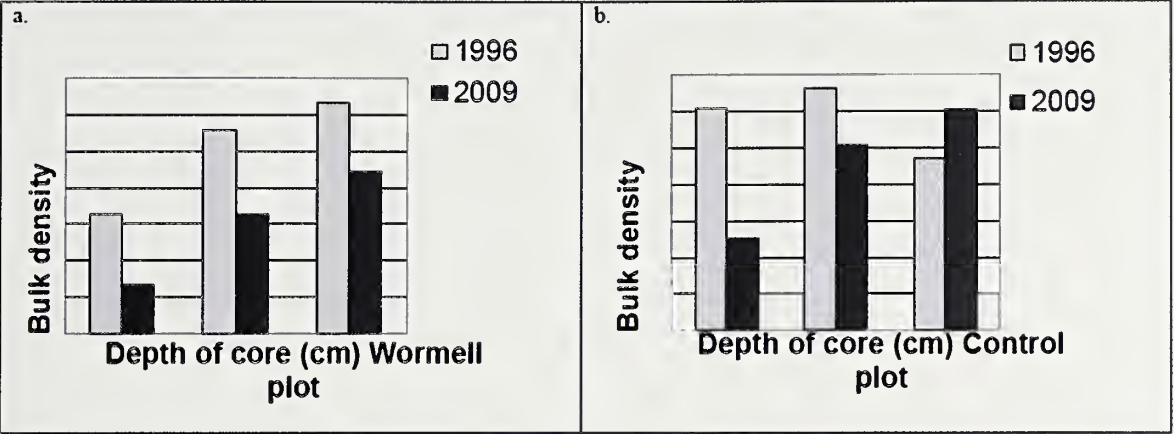 a.
1996
2009
Bulk density
Depth of core (cm) Wormell
plot
b.
1996
2009
Bulk density
Depth of core (cm) Control
plot